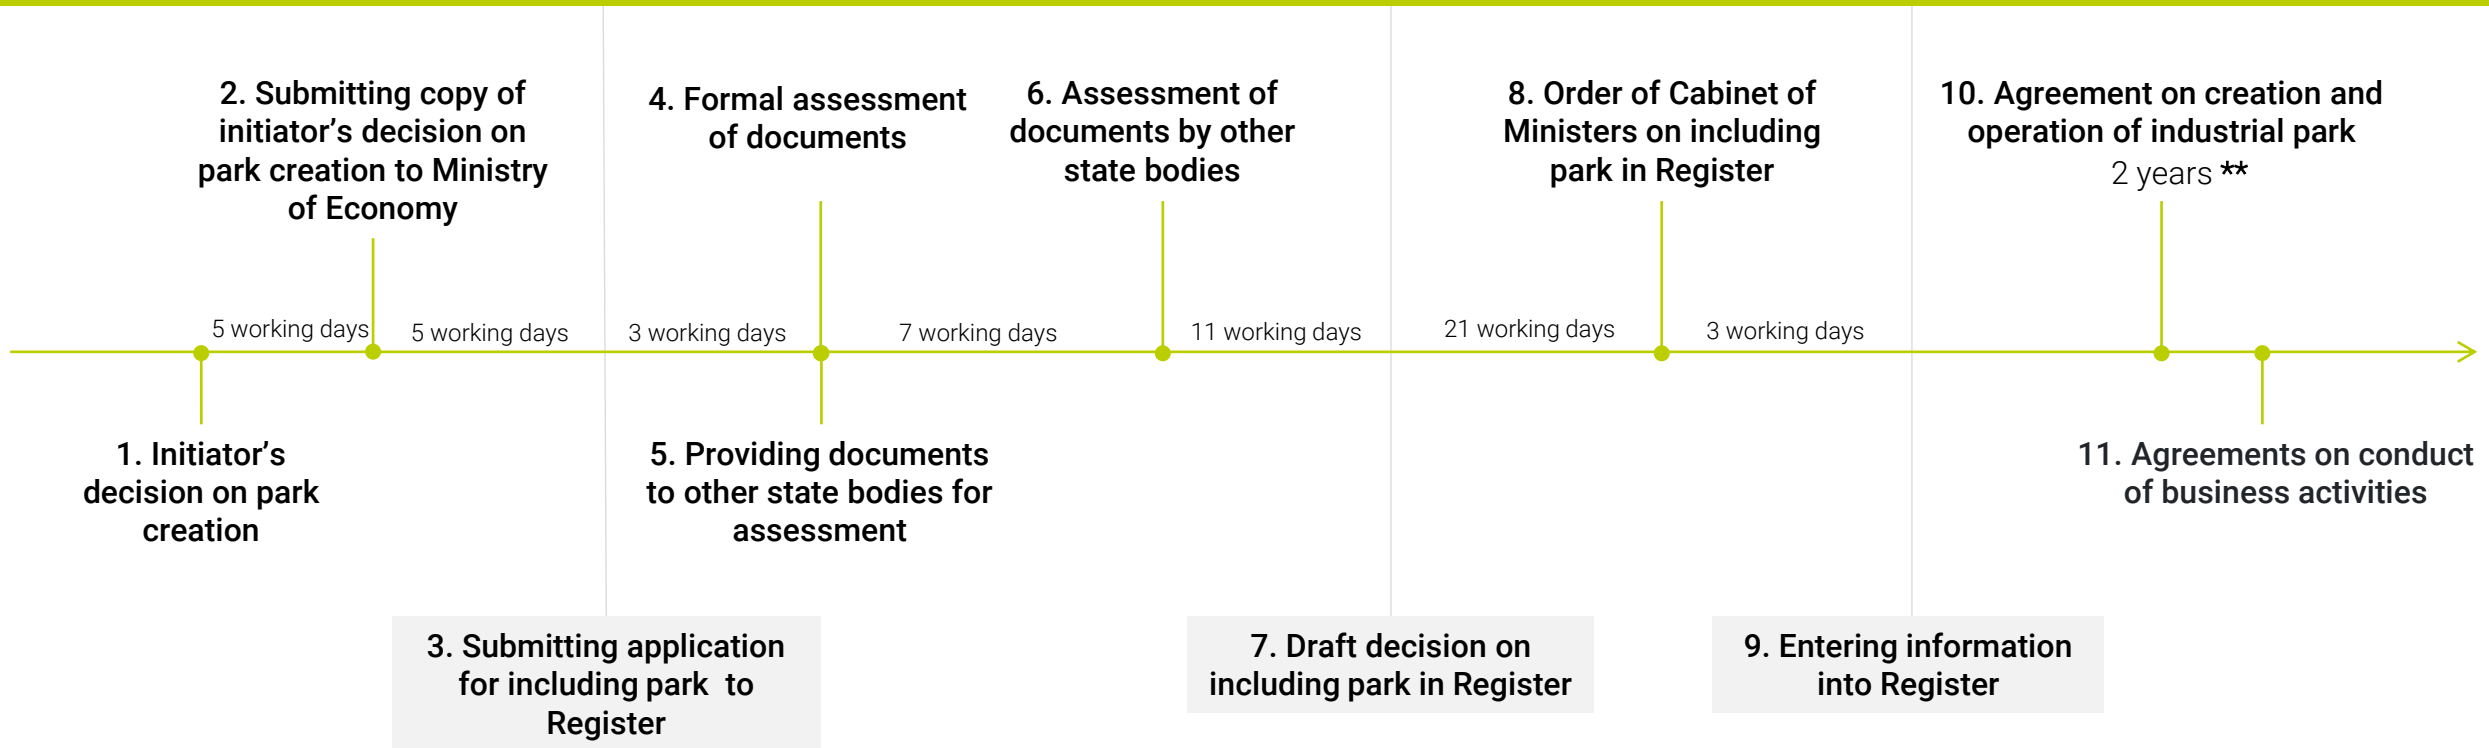 2. Submitting copy of
initiator’s decision on
park creation to Ministry
of Economy
4. Formal assessment
of documents
6. Assessment of
documents by other
state bodies
8. Order of Cabinet of
Ministers on including
park in Register
10. Agreement on creation and
operation of industrial park
2 years **
5 working days
5 working days
3 working days
7 working days
11 working days
21 working days
3 working days
1. Initiator’s
decision on park
creation
5. Providing documents
to other state bodies for
assessment
11. Agreements on conduct
of business activities
3. Submitting application
for including park to
Register
7. Draft decision on
including park in Register
9. Entering information
into Register